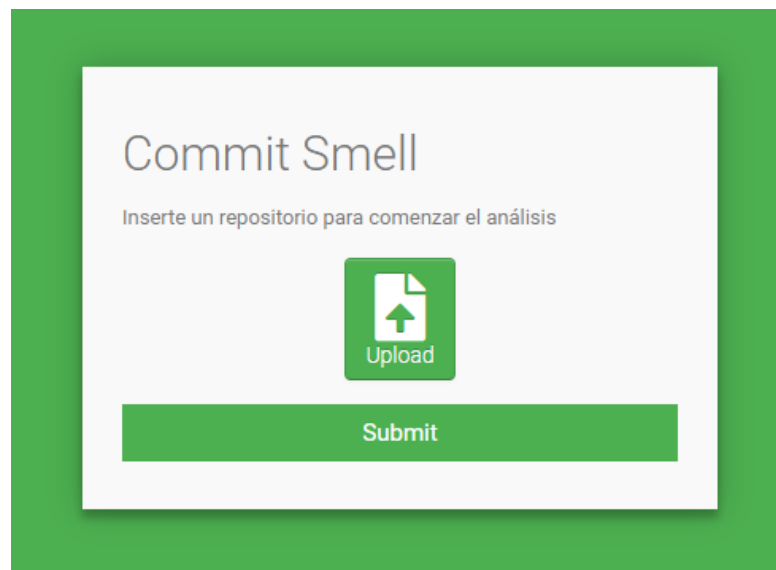 Commit Smell
Inserte un repositorio para comenzar el análisis
Upload
Submit